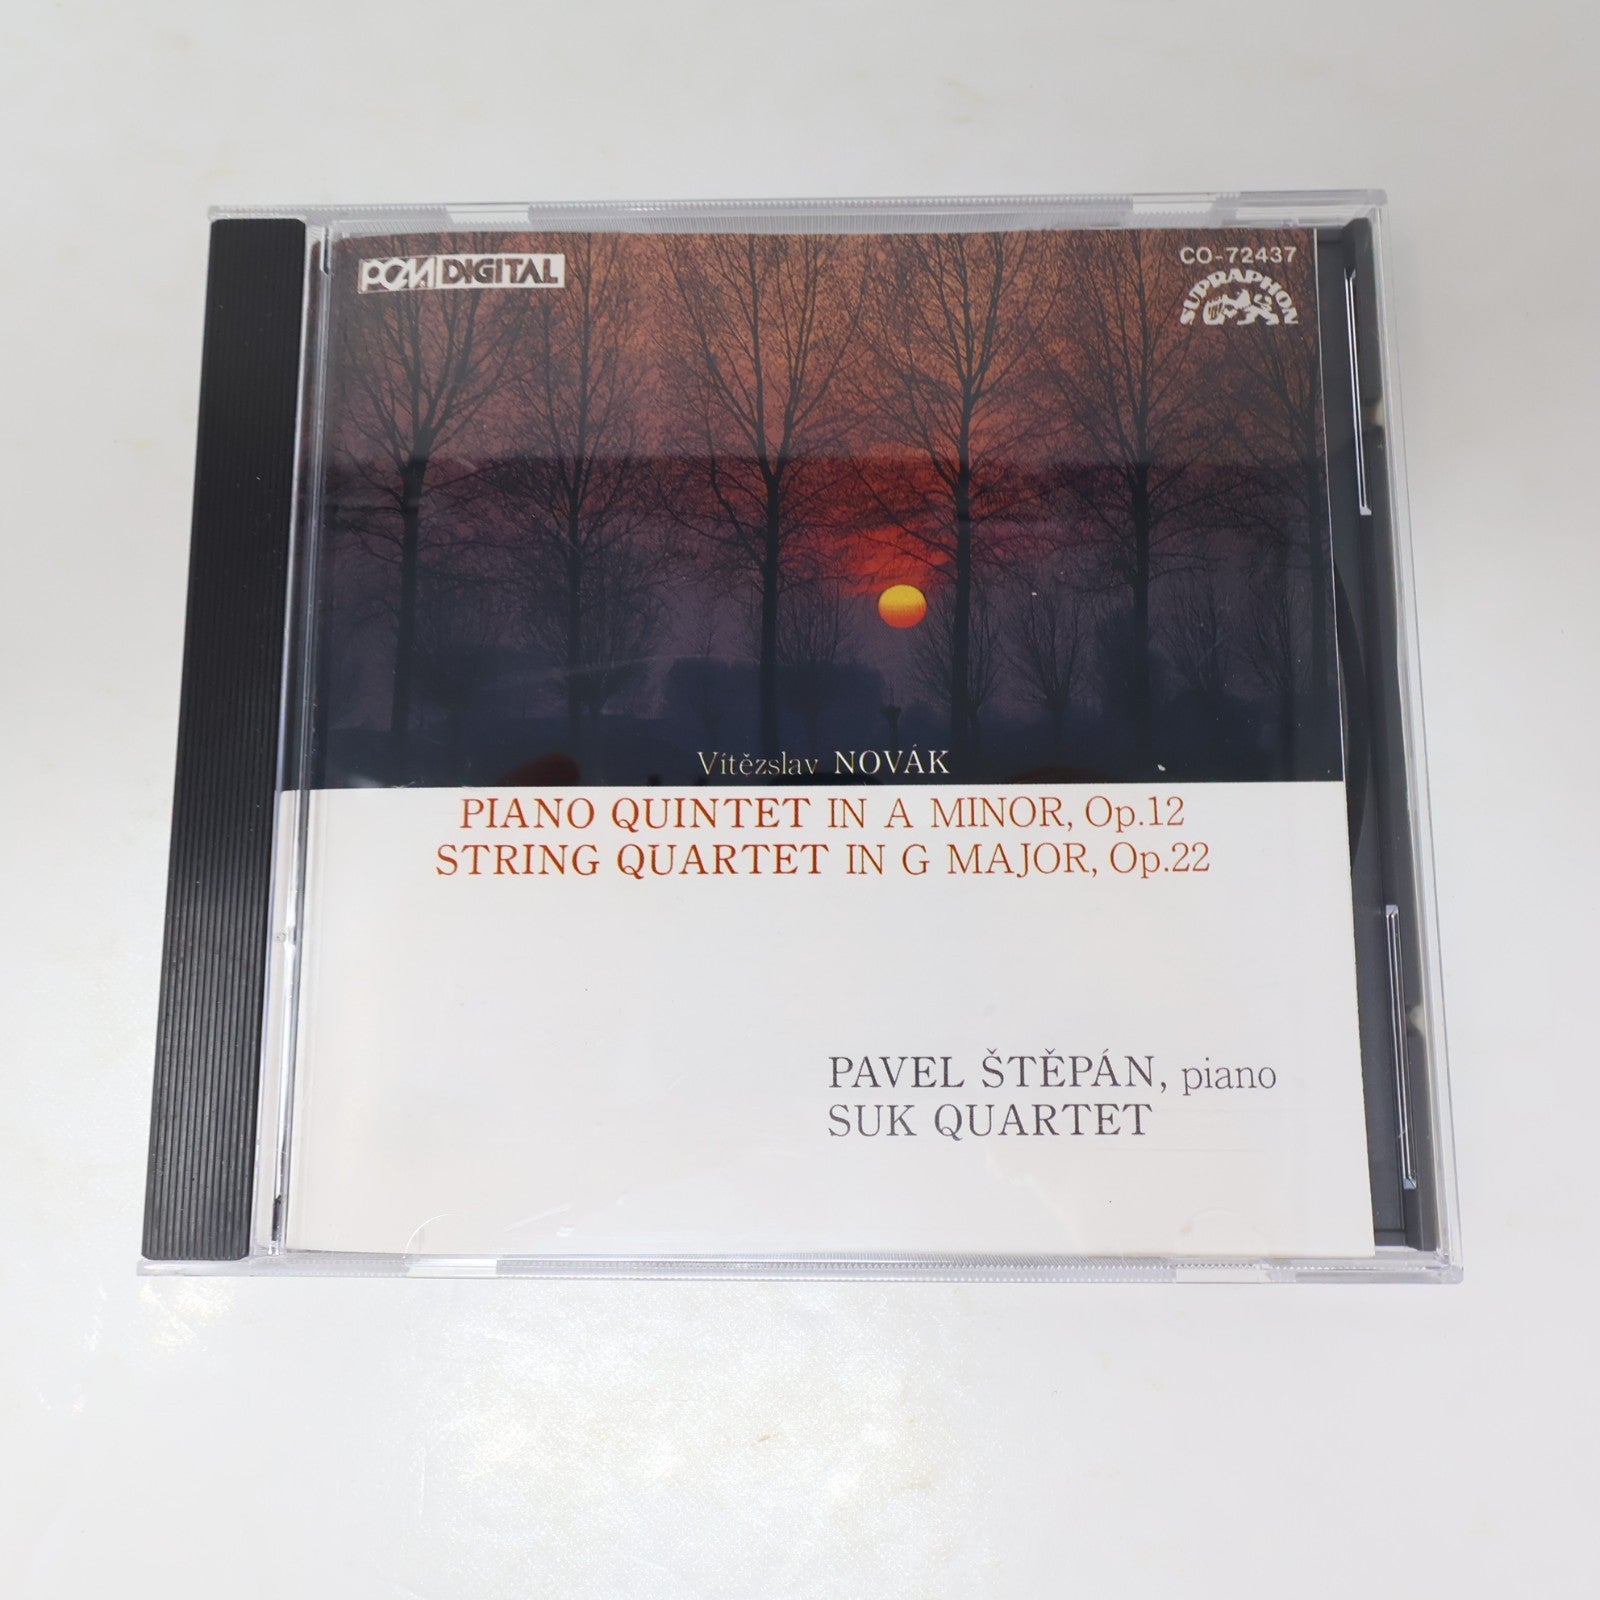 PCM DIGITAL
CO-72437
SUPRAPHON
Vítězslav NOVÁK
PIANO QUINTET IN A MINOR, Op.12
STRING QUARTET IN G MAJOR, Op.22
PAVEL ŠTĚPÁN, piano
SUK QUARTET